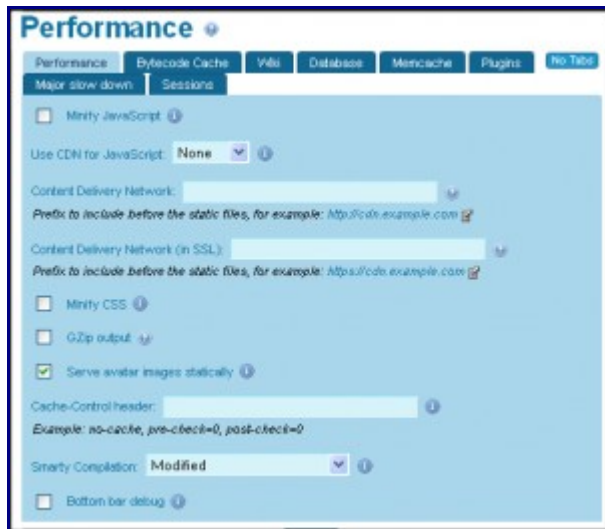 Performance
Performance Bytecode Cache Wiki Database Memcache Plugins No Tabs
Major slow down Sessions
Minify JavaScript
Use CDN for JavaScript: None
Content Delivery Network:
Prefix to include before the static files, for example: http://cdn.example.com
Content Delivery Network (in SSL):
Prefix to include before the static files, for example: https://cdn.example.com
Minify CSS
GZip output
Serve avatar images statically
Cache-Control header:
Example: no-cache, pre-check=0, post-check=0
Smarty Compilation: Modified
Bottom bar debug